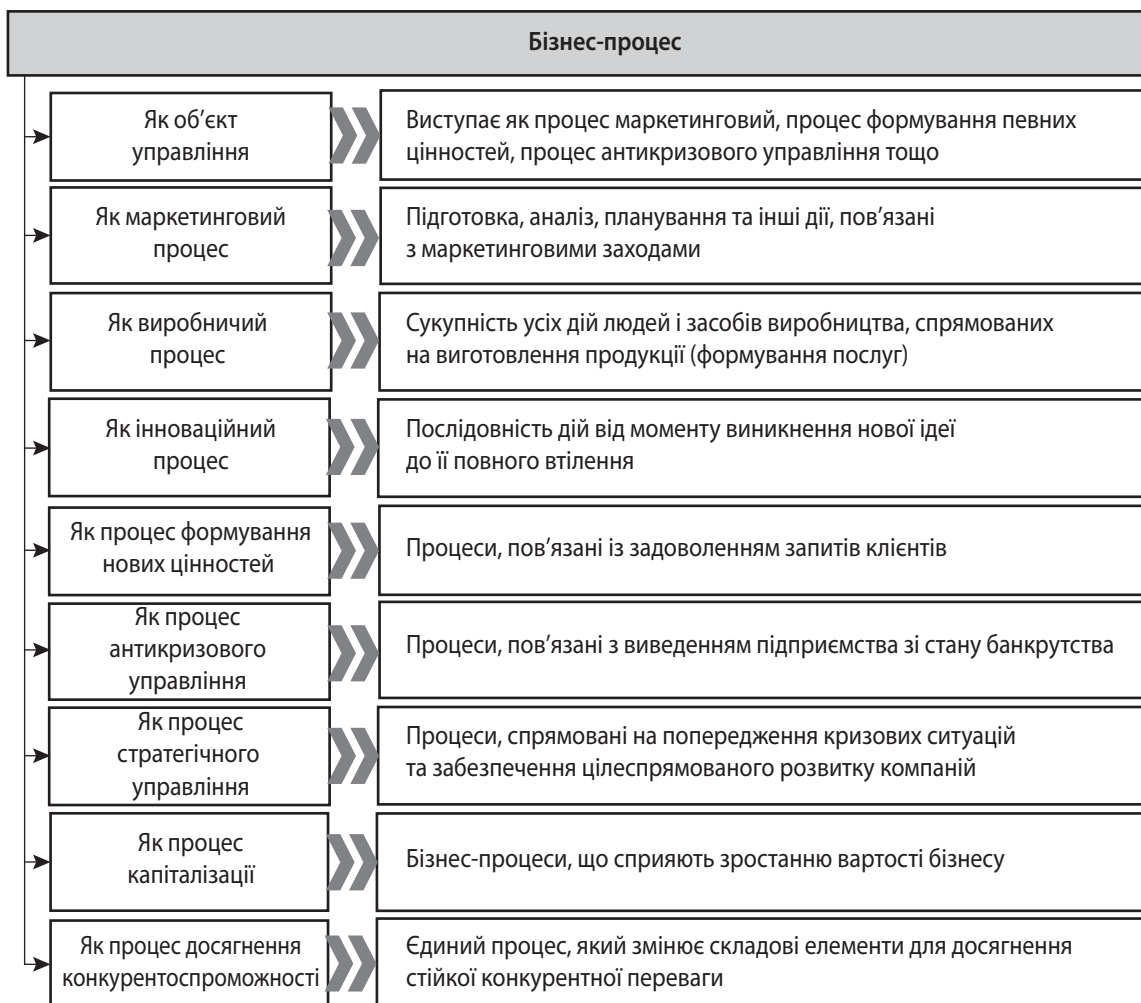 Бізнес-процес
Як об’єкт
управління
Виступає як процес маркетинговий, процес формування певних
цінностей, процес антикризового управління тощо
Як маркетинговий
процес
Підготовка, аналіз, планування та інші дії, пов’язані
з маркетинговими заходами
Як виробничий
процес
Сукупність усіх дій людей і засобів виробництва, спрямованих
на виготовлення продукції (формування послуг)
Як інноваційний
процес
Послідовність дій від моменту виникнення нової ідеї
до її повного втілення
Як процес формування
нових цінностей
Процеси, пов’язані із задоволенням запитів клієнтів
Як процес
антикризового
управління
Процеси, пов’язані з виведенням підприємства зі стану банкрутства
Як процес
стратегічного
управління
Процеси, спрямовані на попередження кризових ситуацій
та забезпечення цілеспрямованого розвитку компаній
Як процес
капіталізації
Бізнес-процеси, що сприяють зростанню вартості бізнесу
Як процес досягнення
конкурентоспроможності
Єдиний процес, який змінює складові елементи для досягнення
стійкої конкурентної переваги